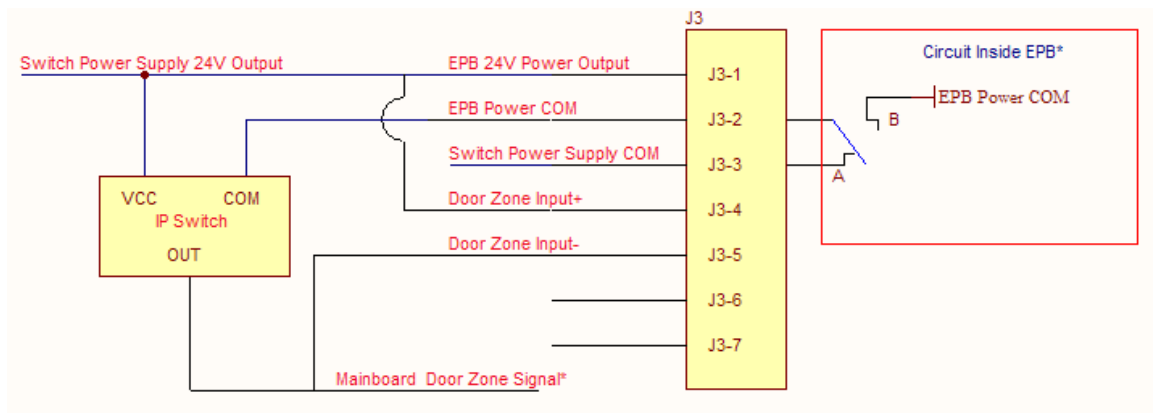 J3
Circuit Inside EPB*
Switch Power Supply 24V Output
EPB 24V Power Output
J3-1
EPB Power COM
EPB Power COM
J3-2
B
Switch Power Supply COM
J3-3
A
VCC
COM
Door Zone Input+
J3-4
IP Switch
Door Zone Input-
J3-5
OUT
J3-6
J3-7
Mainboard Door Zone Signal*